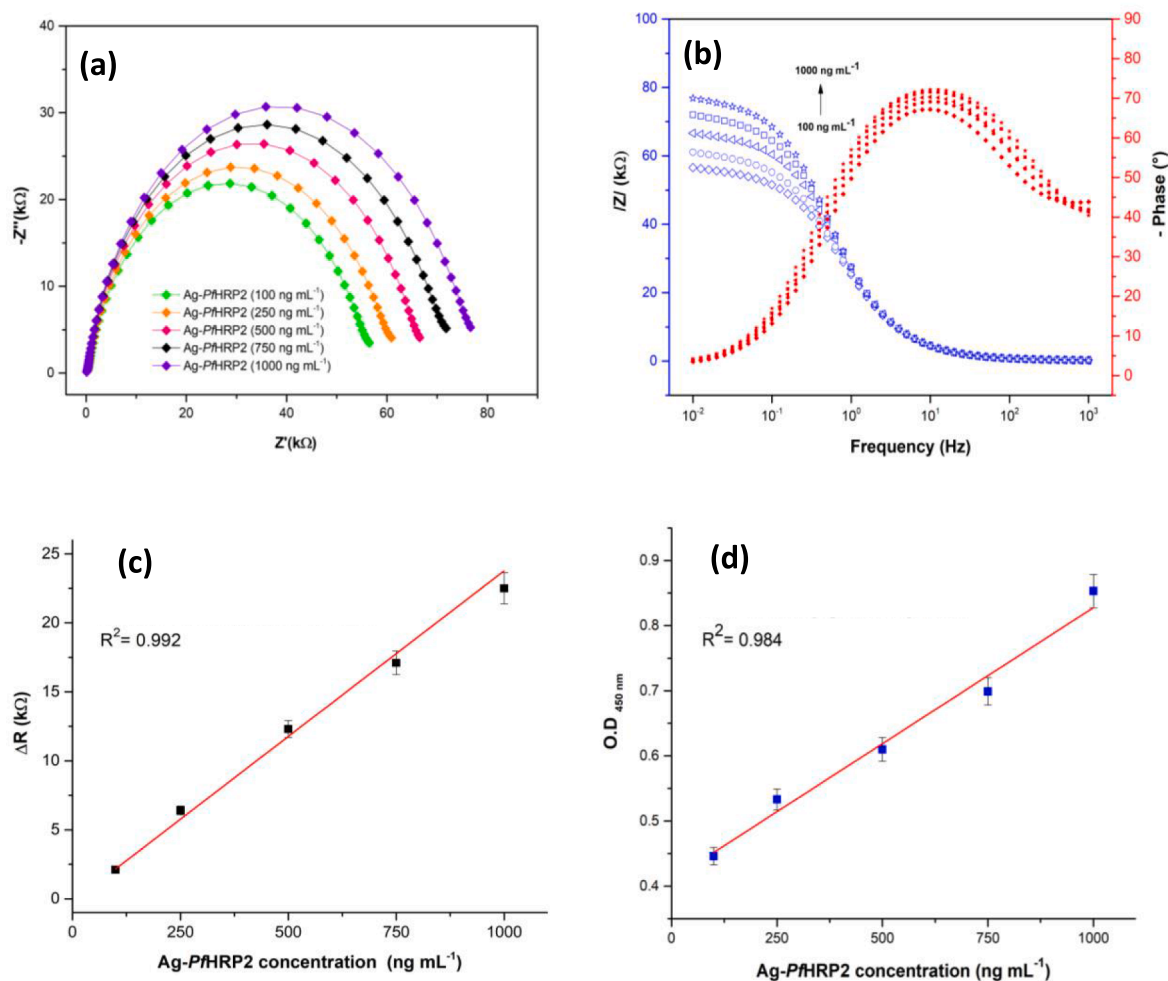 (a)
40
30
20
10
0
-Z''(kΩ)
Ag-PfHRP2 (100 ng mL-1)
Ag-PfHRP2 (250 ng mL-1)
Ag-PfHRP2 (500 ng mL-1)
Ag-PfHRP2 (750 ng mL-1)
Ag-PfHRP2 (1000 ng mL-1)
0 20 40 60 80
Z'(kΩ)
(b)
100
80
60
40
20
0
/Z/ (kΩ)
1000 ng mL-1
100 ng mL-1
90
80
70
60
50
40
30
20
10
0
- Phase (°)
10-2 10-1 100 101 102 103
Frequency (Hz)
(c)
25
20
15
10
5
0
ΔR (kΩ)
R2= 0.992
0 250 500 750 1000
Ag-PfHRP2 concentration (ng mL-1)
(d)
0.9
0.8
0.7
0.6
0.5
0.4
O.D 450 nm
R2= 0.984
0 250 500 750 1000
Ag-PfHRP2 concentration (ng mL-1)